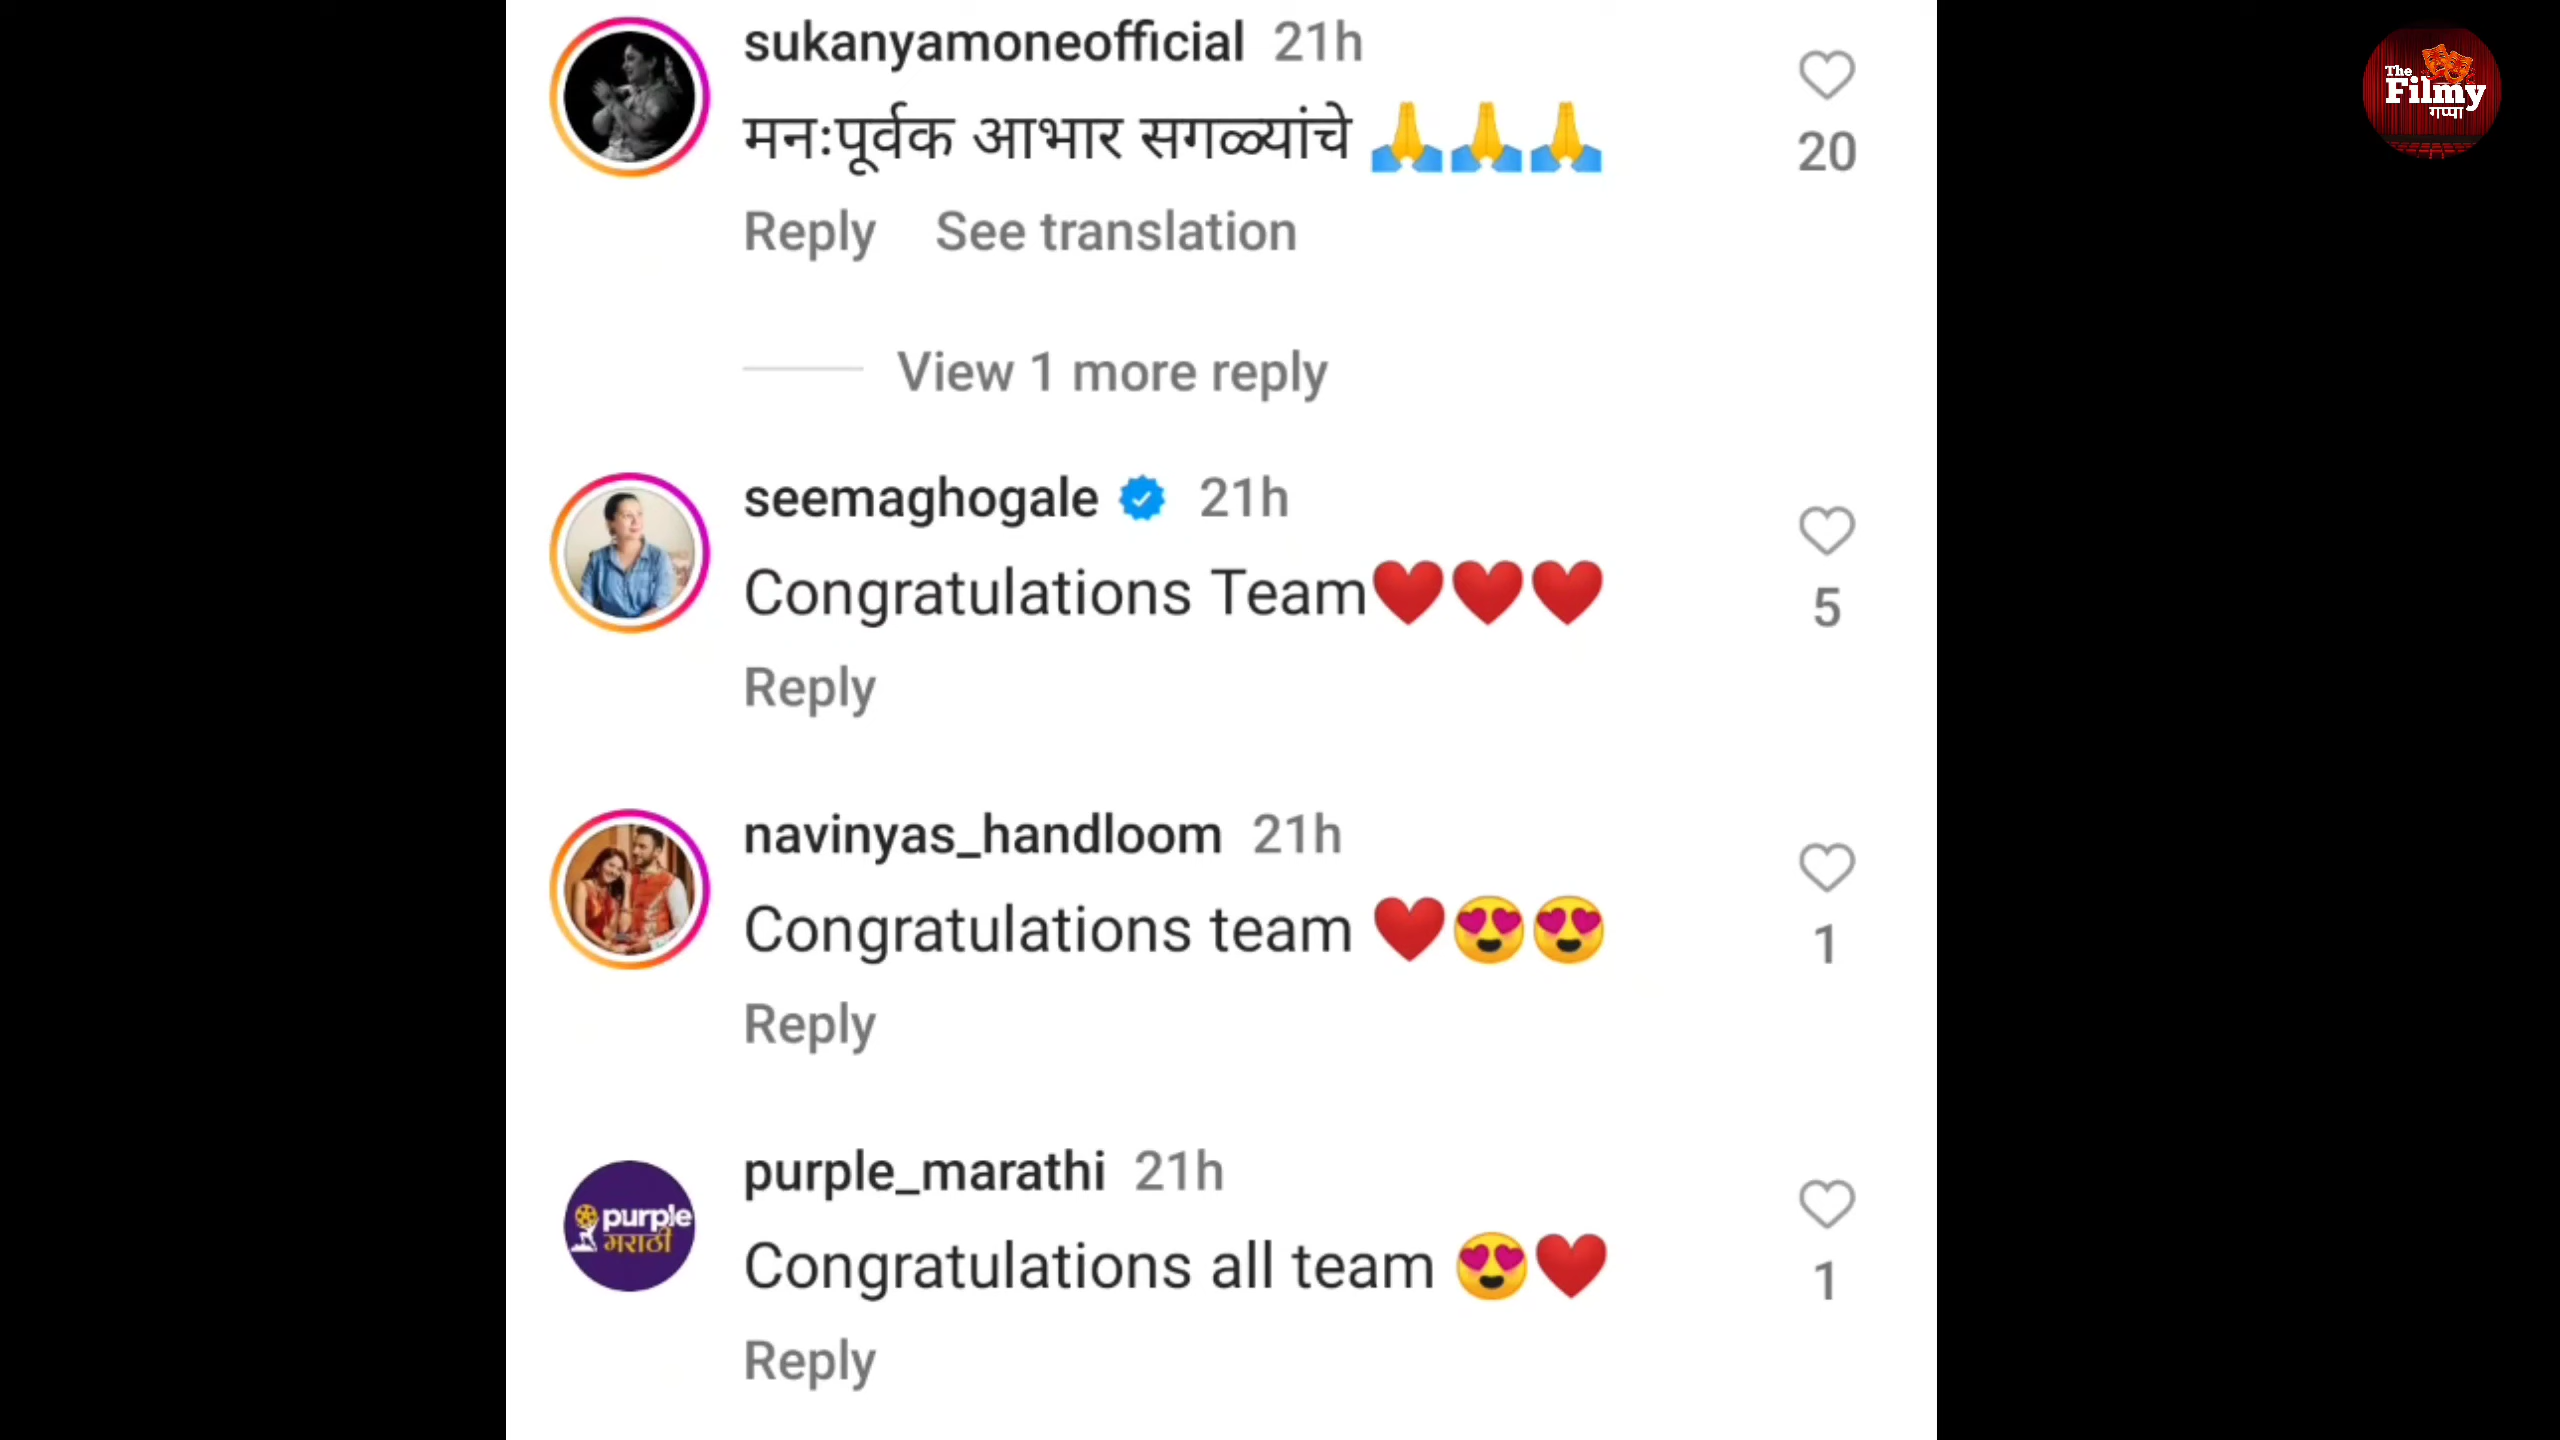 sukanyamoneofficial 21h
मनःपूर्वक आभार सगळ्यांचे 🙏🙏🙏
20
Reply See translation
View 1 more reply
seemaghogale 21h
Congratulations Team❤️❤️❤️
5
Reply
navinyas_handloom 21h
Congratulations team ❤️😍😍
1
Reply
purple_marathi 21h
Congratulations all team 😍❤️
1
Reply
purple
मराठी
The
Filmy
गप्पा